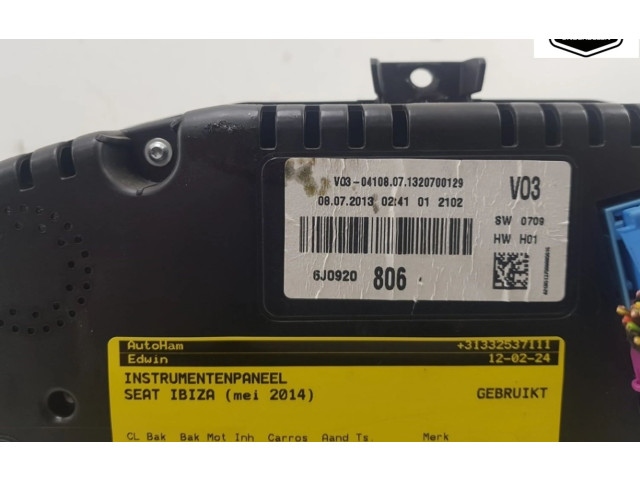 V03-04108.07.1320700129
08.07.2013 02:41 01 2102
V03
SW 0709
HW H01
6J0920 806
AutoHam +31332537111
Edwin 12-02-24
INSTRUMENTENPANEEL
SEAT IBIZA (mei 2014) GEBRUIKT
CL Bak Bak Mot Inh Carros Aand Ts. Merk